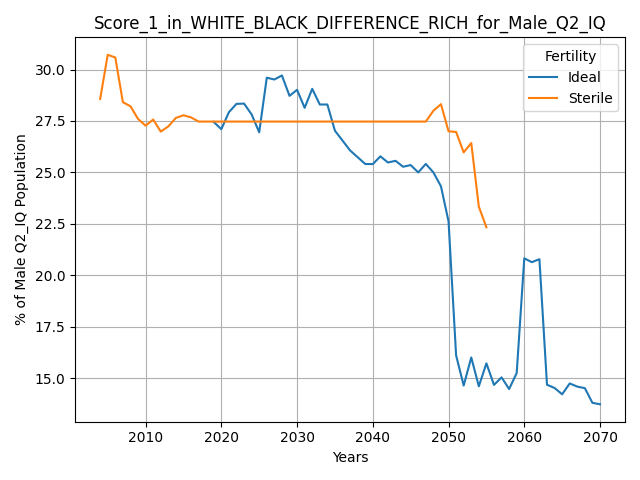 Score_1_in_WHITE_BLACK_DIFFERENCE_RICH_for_Male_Q2_IQ
Fertility
Ideal
Sterile
% of Male Q2_IQ Population
30.0
27.5
25.0
22.5
20.0
17.5
15.0
2010 2020 2030 2040 2050 2060 2070
Years